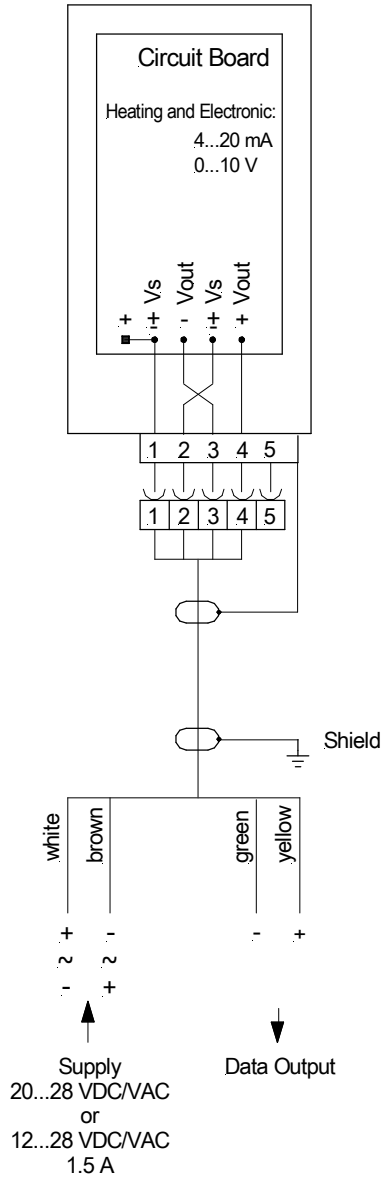 Circuit Board
Heating and Electronic:
4...20 mA
0...10 V
+ ± Vs - Vout ± Vs + Vout
1 2 3 4 5
1 2 3 4 5
Shield
white brown green yellow
+ - - +
~ ~
- +
Supply Data Output
20...28 VDC/VAC
or
12...28 VDC/VAC
1.5 A